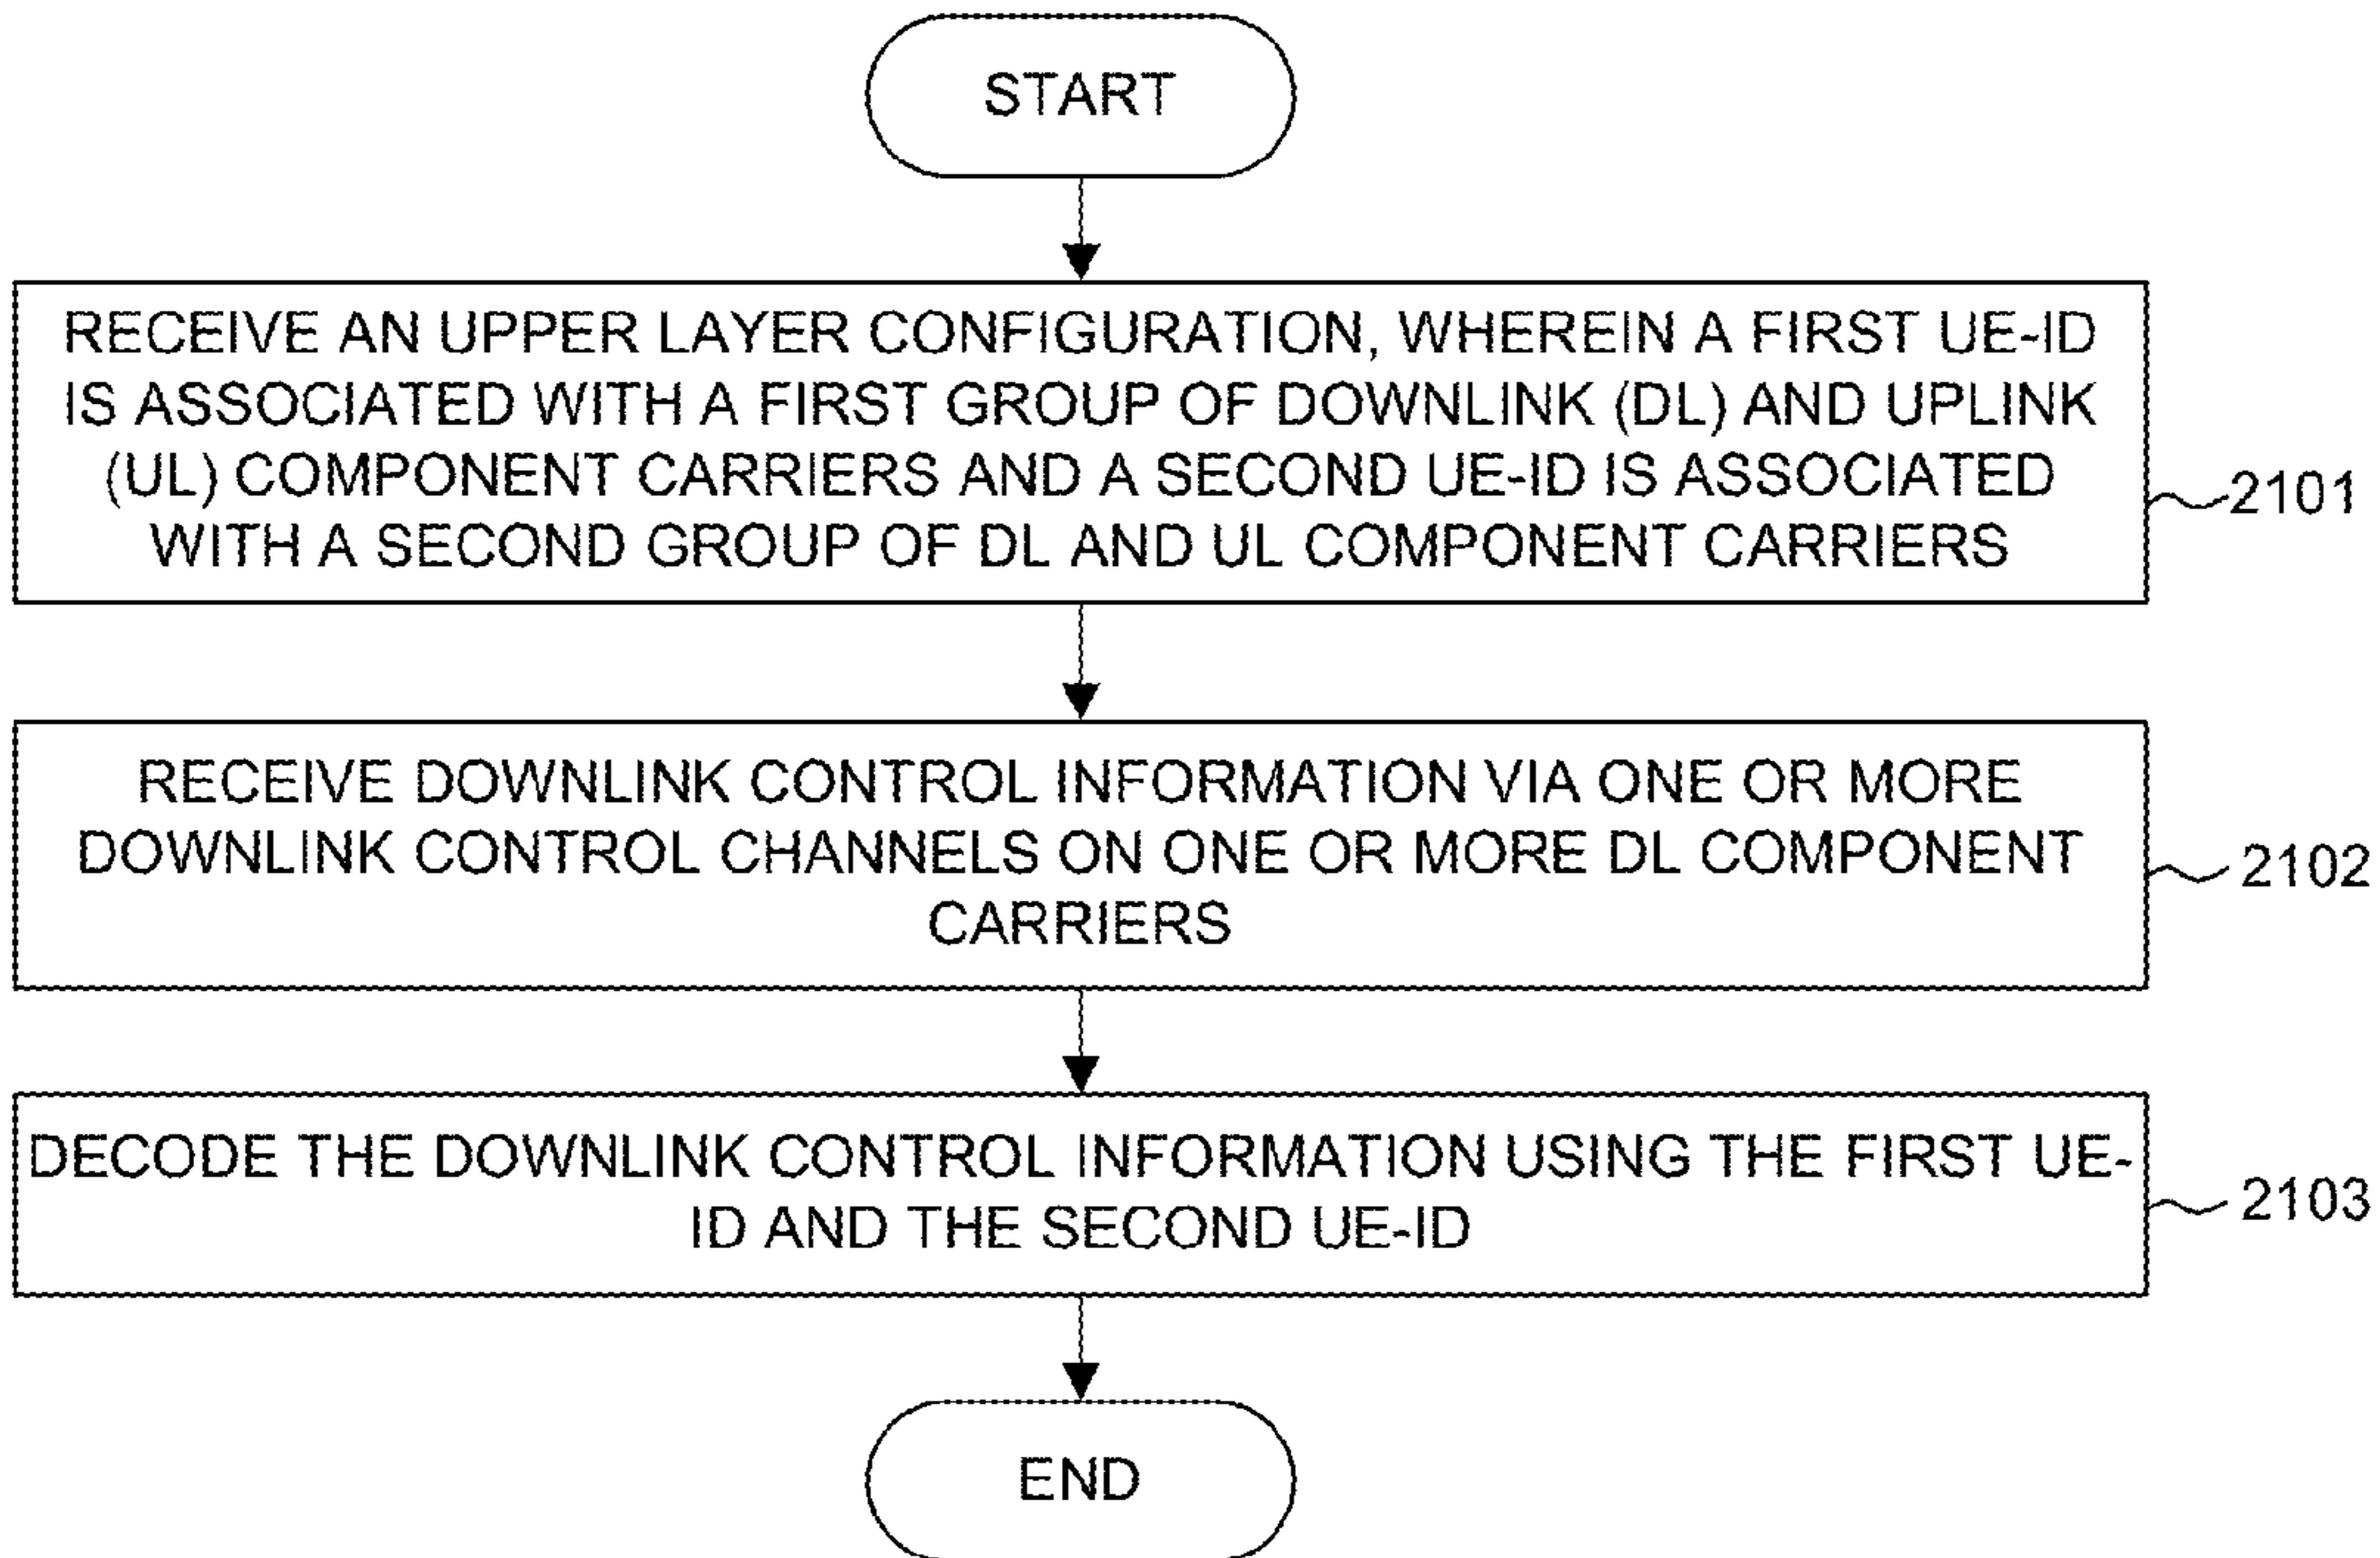 START
RECEIVE AN UPPER LAYER CONFIGURATION, WHEREIN A FIRST UE-ID
IS ASSOCIATED WITH A FIRST GROUP OF DOWNLINK (DL) AND UPLINK
(UL) COMPONENT CARRIERS AND A SECOND UE-ID IS ASSOCIATED
WITH A SECOND GROUP OF DL AND UL COMPONENT CARRIERS
2101
RECEIVE DOWNLINK CONTROL INFORMATION VIA ONE OR MORE
DOWNLINK CONTROL CHANNELS ON ONE OR MORE DL COMPONENT
CARRIERS
2102
DECODE THE DOWNLINK CONTROL INFORMATION USING THE FIRST UE-
ID AND THE SECOND UE-ID
2103
END